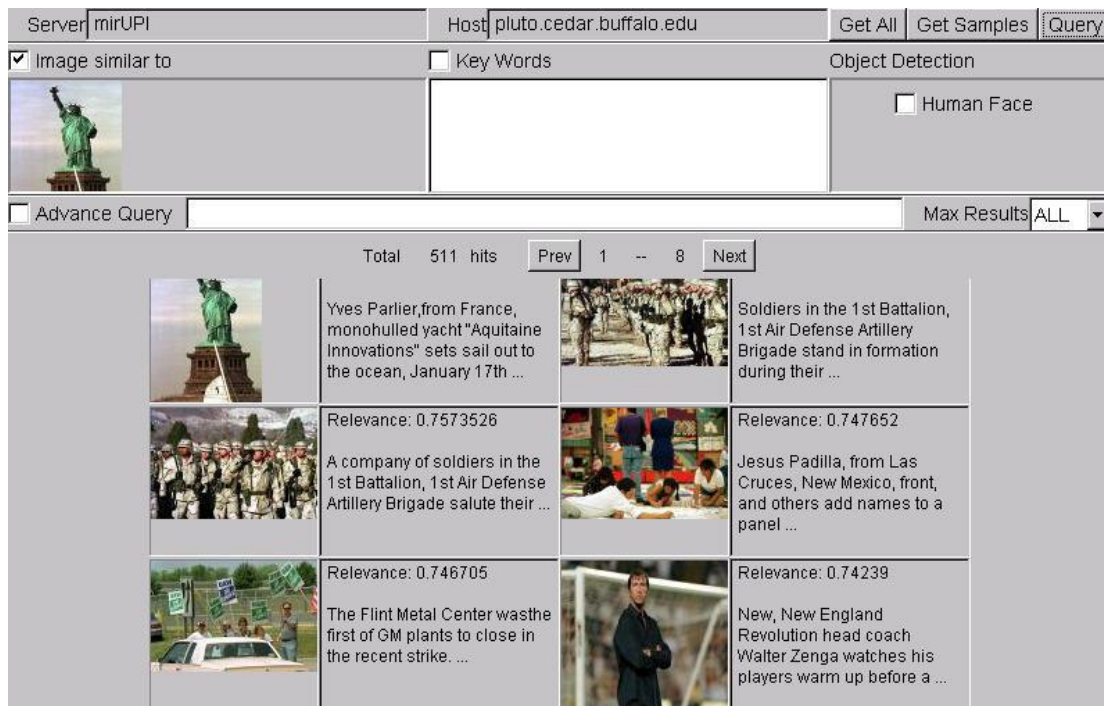 Server mirUPI Host pluto.cedar.buffalo.edu Get All Get Samples Query
Image similar to Key Words Object Detection
Human Face
Advance Query Max Results ALL
Total 511 hits Prev 1 -- 8 Next
Yves Parlier,from France,
monohulled yacht "Aquitaine
Innovations" sets sail out to
the ocean, January 17th ...
Soldiers in the 1st Battalion,
1st Air Defense Artillery
Brigade stand in formation
during their ...
Relevance: 0.7573526
A company of soldiers in the
1st Battalion, 1st Air Defense
Artillery Brigade salute their ...
Relevance: 0.747652
Jesus Padilla, from Las
Cruces, New Mexico, front,
and others add names to a
panel ...
Relevance: 0.746705
The Flint Metal Center wasthe
first of GM plants to close in
the recent strike. ...
Relevance: 0.74239
New, New England
Revolution head coach
Walter Zenga watches his
players warm up before a ...